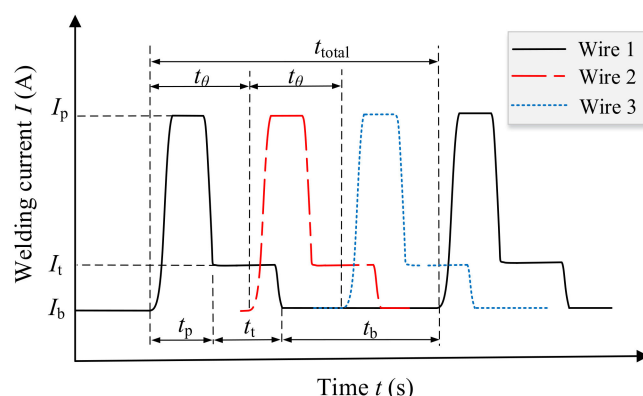 t_total
t_θ t_θ
Wire 1
Wire 2
Wire 3
I_p
I_t
I_b
t_p t_t t_b
Welding current I (A)
Time t (s)